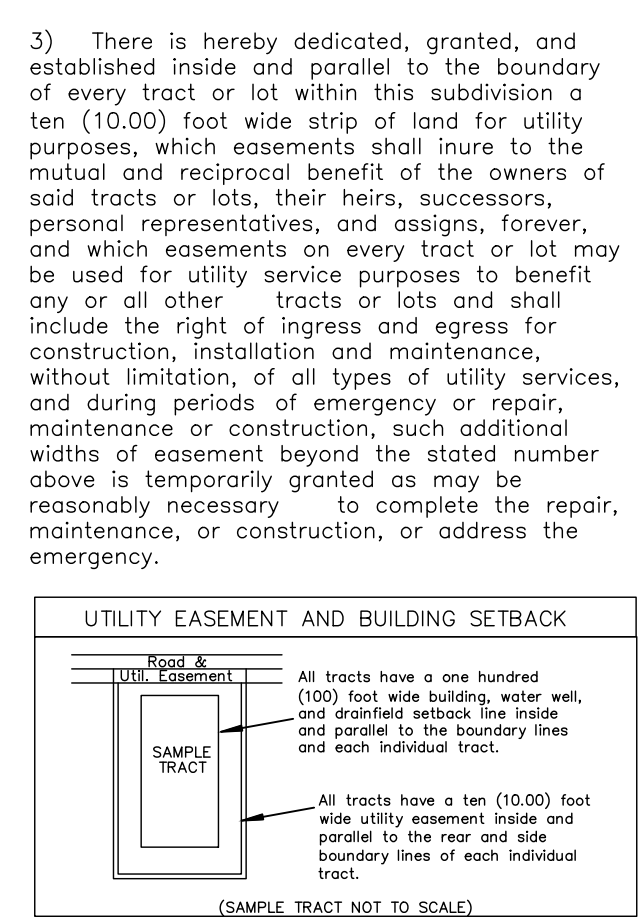 3) There is hereby dedicated, granted, and
established inside and parallel to the boundary
of every tract or lot within this subdivision a
ten (10.00) foot wide strip of land for utility
purposes, which easements shall inure to the
mutual and reciprocal benefit of the owners of
said tracts or lots, their heirs, successors,
personal representatives, and assigns, forever,
and which easements on every tract or lot may
be used for utility service purposes to benefit
any or all other tracts or lots and shall
include the right of ingress and egress for
construction, installation and maintenance,
without limitation, of all types of utility services,
and during periods of emergency or repair,
maintenance or construction, such additional
widths of easement beyond the stated number
above is temporarily granted as may be
reasonably necessary to complete the repair,
maintenance, or construction, or address the
emergency.
UTILITY EASEMENT AND BUILDING SETBACK
Road &
Util. Easement
All tracts have a one hundred
(100) foot wide building, water well,
and drainfield setback line inside
and parallel to the boundary lines
and each individual tract.
SAMPLE
TRACT
All tracts have a ten (10.00) foot
wide utility easement inside and
parallel to the rear and side
boundary lines of each individual
tract.
(SAMPLE TRACT NOT TO SCALE)